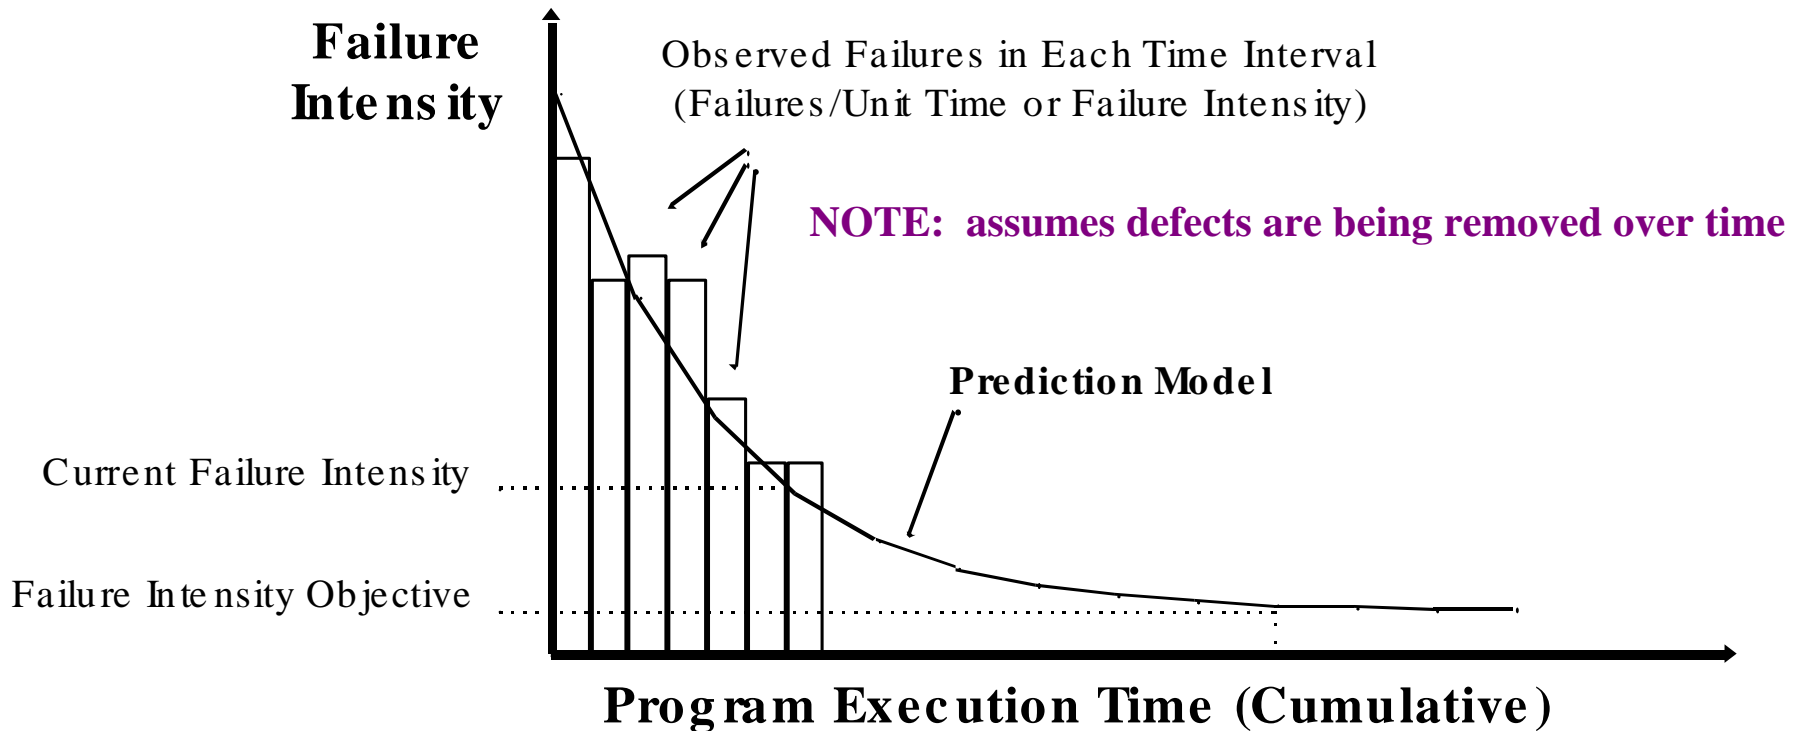 Failure
Intensity
Observed Failures in Each Time Interval
(Failures/Unit Time or Failure Intensity)
NOTE:  assumes defects are being removed over time
Prediction Model
Current Failure Intensity
Failure Intensity Objective
Program Execution Time (Cumulative)